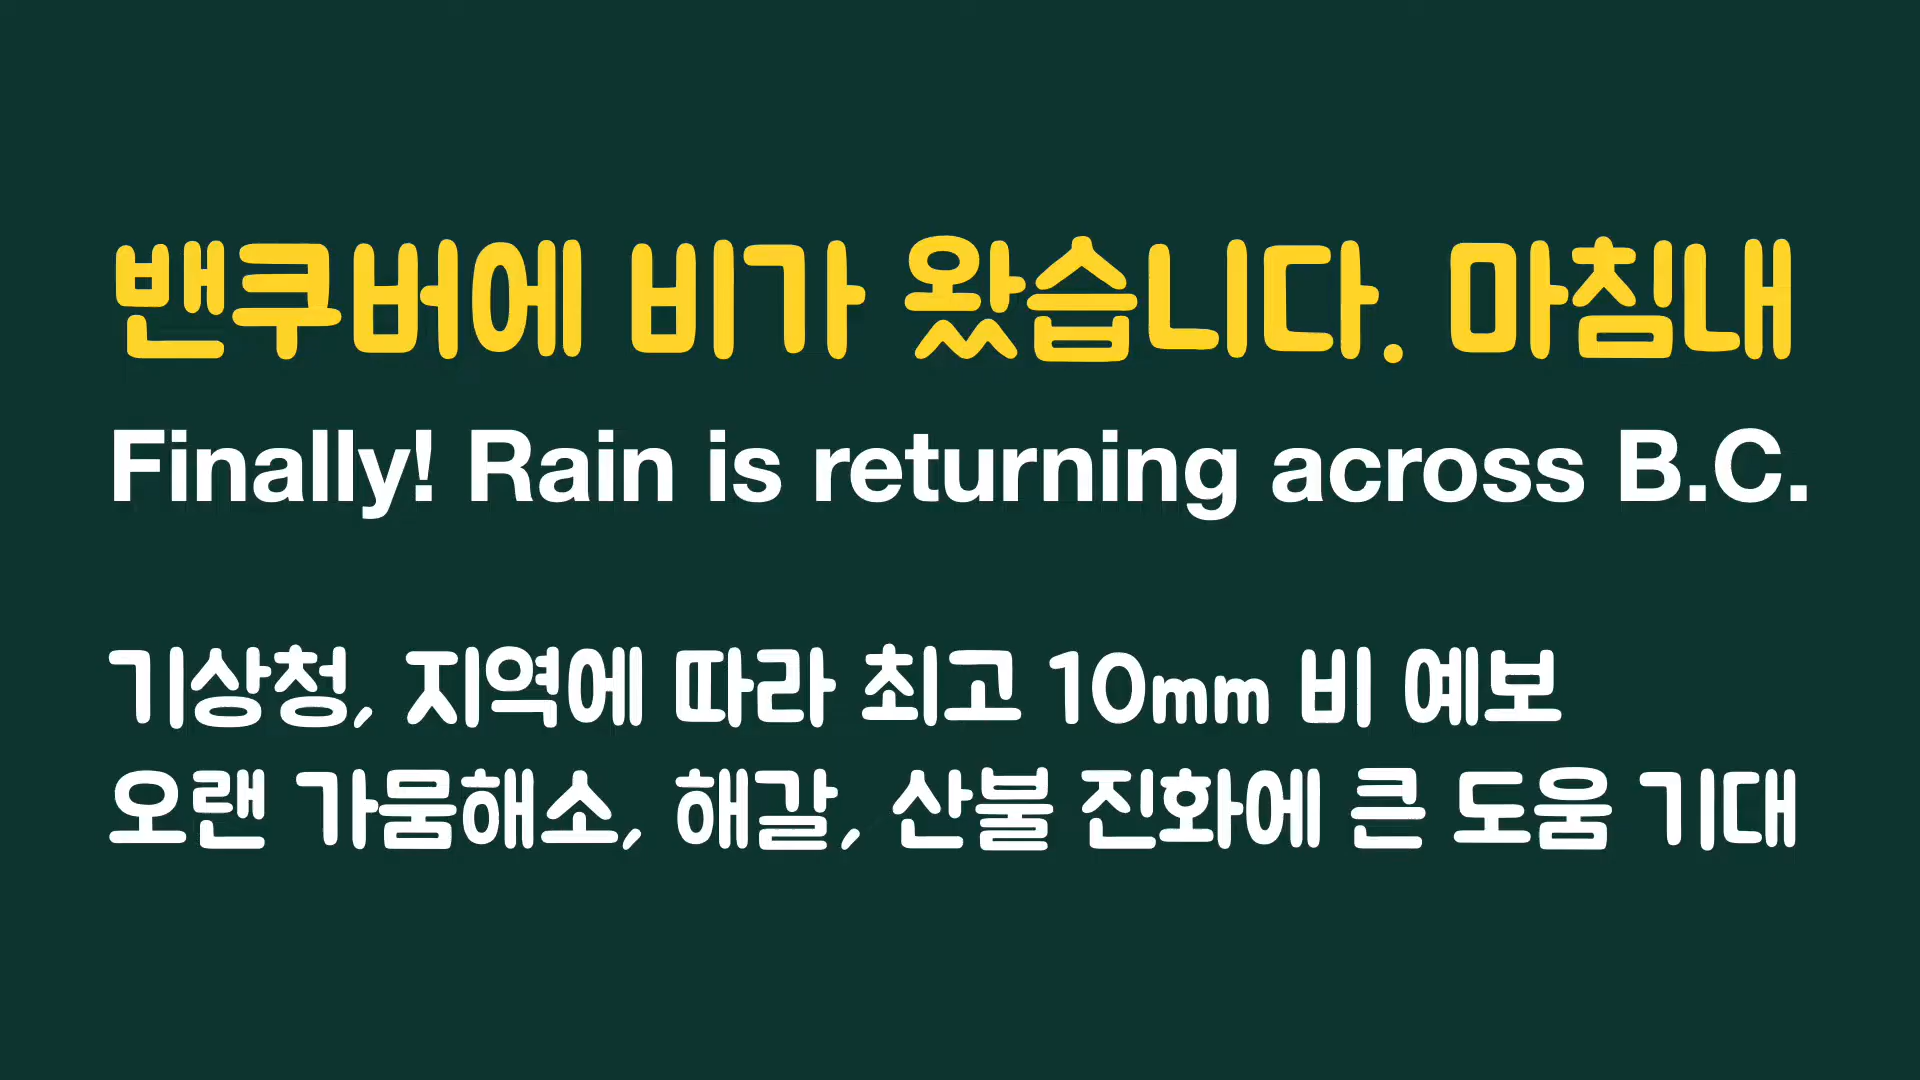 밴쿠버에 비가 왔습니다. 마침내
Finally! Rain is returning across B.C.
기상청, 지역에 따라 최고 10mm 비 예보
오랜 가뭄해소, 해갈, 산불 진화에 큰 도움 기대